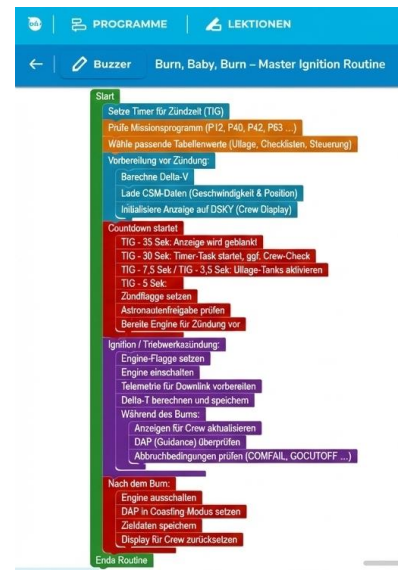 PROGRAMME
LEKTIONEN
Buzzer
Burn, Baby, Burn – Master Ignition Routine
Start
Setze Timer für Zündzeit (TIG)
Prüfe Missionsprogramm (P12, P40, P42, P63 ...)
Wähle passende Tabellenwerte (Ullage, Checklisten, Steuerung)
Vorbereilung vor Zündung:
Barechne Delta-V
Lade CSM-Daten (Geschwindigkeit & Position)
Initialisiere Anzaige auf DSKY (Crew Display)
Countdown startet
TIG - 35 Sek: Anzeige wird geblankt
TIG - 30 Sek: Timer-Task startet, ggf. Crew-Check
TIG - 7,5 Sek / TIG - 3,5 Sek: Ullage-Tanks aktivieren
TIG - 5 Sek:
Zündflagge setzen
Astronautenfreigabe prüfen
Bereite Engine für Zündung vor
Ignition / Triebwerkszündung:
Engine-Flagge setzen
Engine einschalten
Telemetrie für Downlink vorbereiten
Delta-T berechnen und speichern
Während des Bums:
Anzeigen für Crew aktualisieren
DAP (Guidance) überprüfen
Abbruchbedingungen prüfen (COMFAIL, GOCUTOFF ...)
Nach dem Bum:
Engine ausschalten
DAP in Coasting Modus setzen
Zieldaten speichern
Display für Crew zurücksetzen
Enda Routine